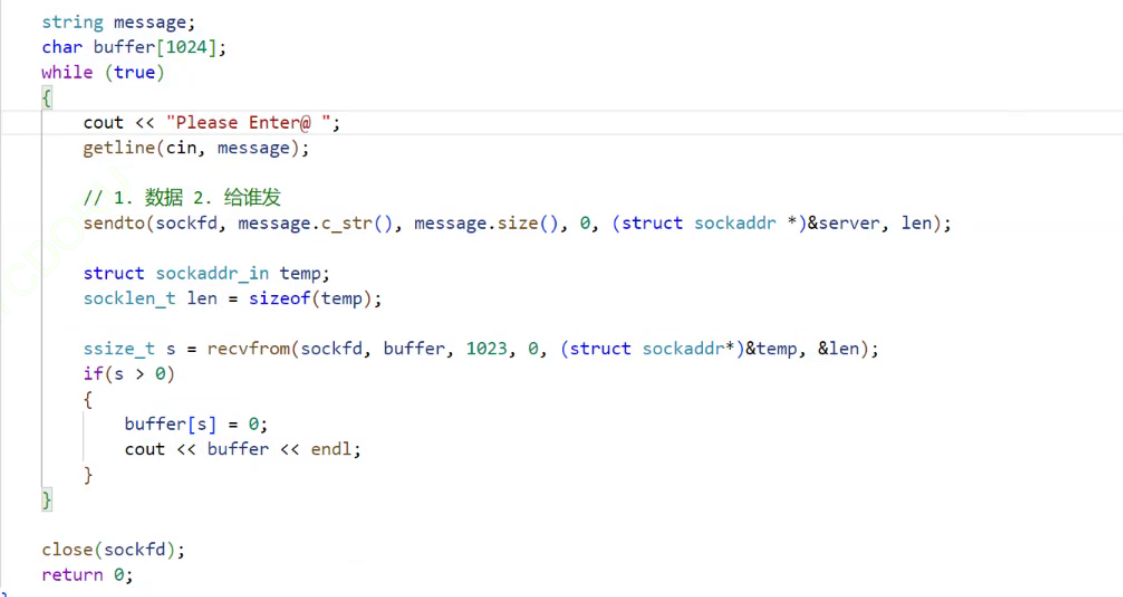 string message;
char buffer[1024];
while (true)
{
    cout << "Please Enter@ ";
    getline(cin, message);

    // 1. 数据 2. 给谁发
    sendto(sockfd, message.c_str(), message.size(), 0, (struct sockaddr *)&server, len);

    struct sockaddr_in temp;
    socklen_t len = sizeof(temp);

    ssize_t s = recvfrom(sockfd, buffer, 1023, 0, (struct sockaddr*)&temp, &len);
    if(s > 0)
    {
        buffer[s] = 0;
        cout << buffer << endl;
    }
}

close(sockfd);
return 0;